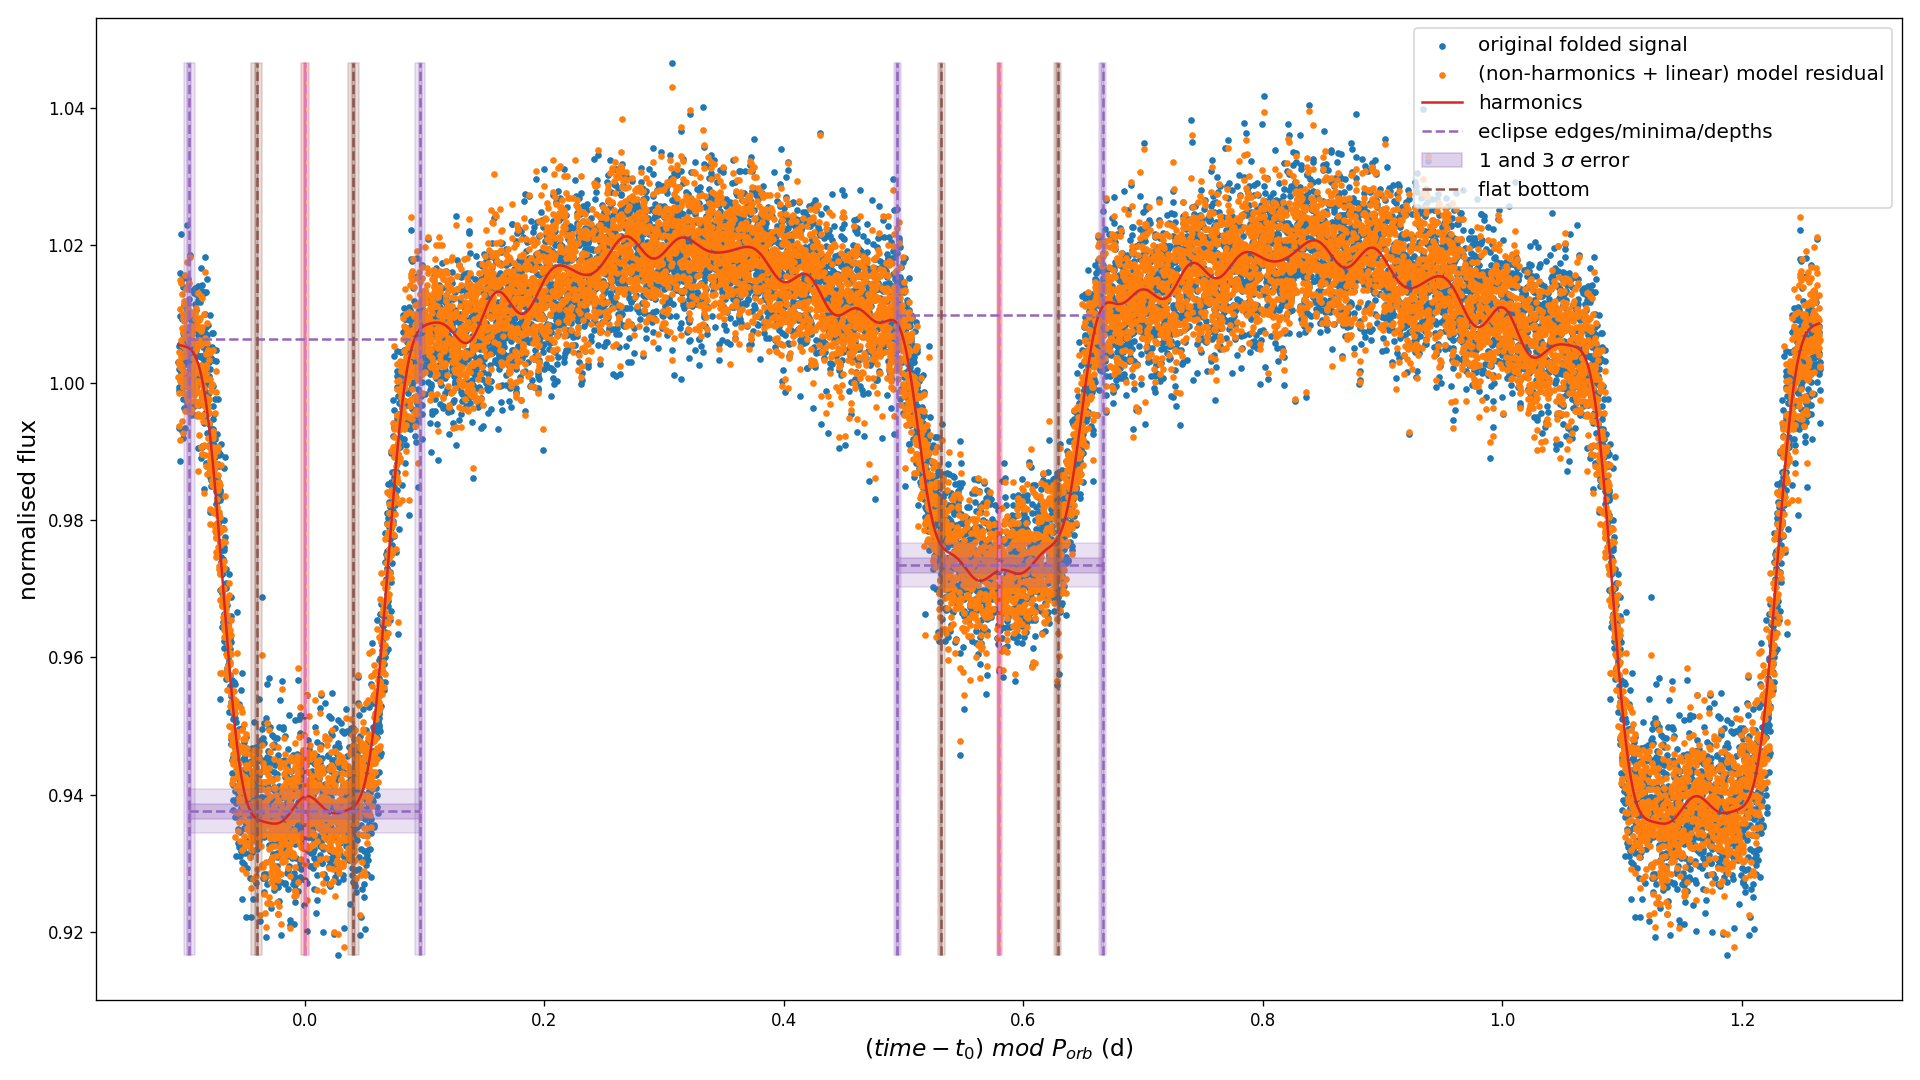 original folded signal
(non-harmonics + linear) model residual
harmonics
eclipse edges/minima/depths
1 and 3 σ error
flat bottom
normalised flux
1.04
1.02
1.00
0.98
0.96
0.94
0.92
0.0 0.2 0.4 0.6 0.8 1.0 1.2
(time − t₀) mod Pₒᵣb (d)